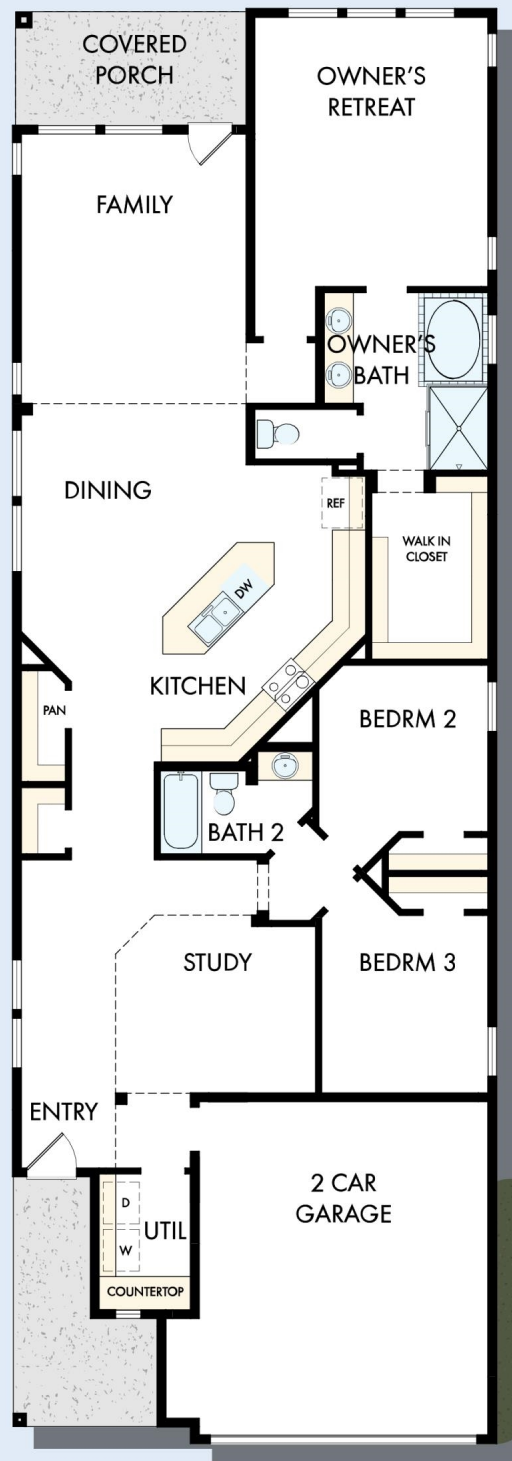 COVERED
PORCH
OWNER'S
RETREAT
FAMILY
OWNER'S
BATH
DINING
REF
WALK IN
CLOSET
DW
KITCHEN
PAN
BEDRM 2
BATH 2
STUDY
BEDRM 3
ENTRY
2 CAR
GARAGE
D
UTIL
W
COUNTERTOP